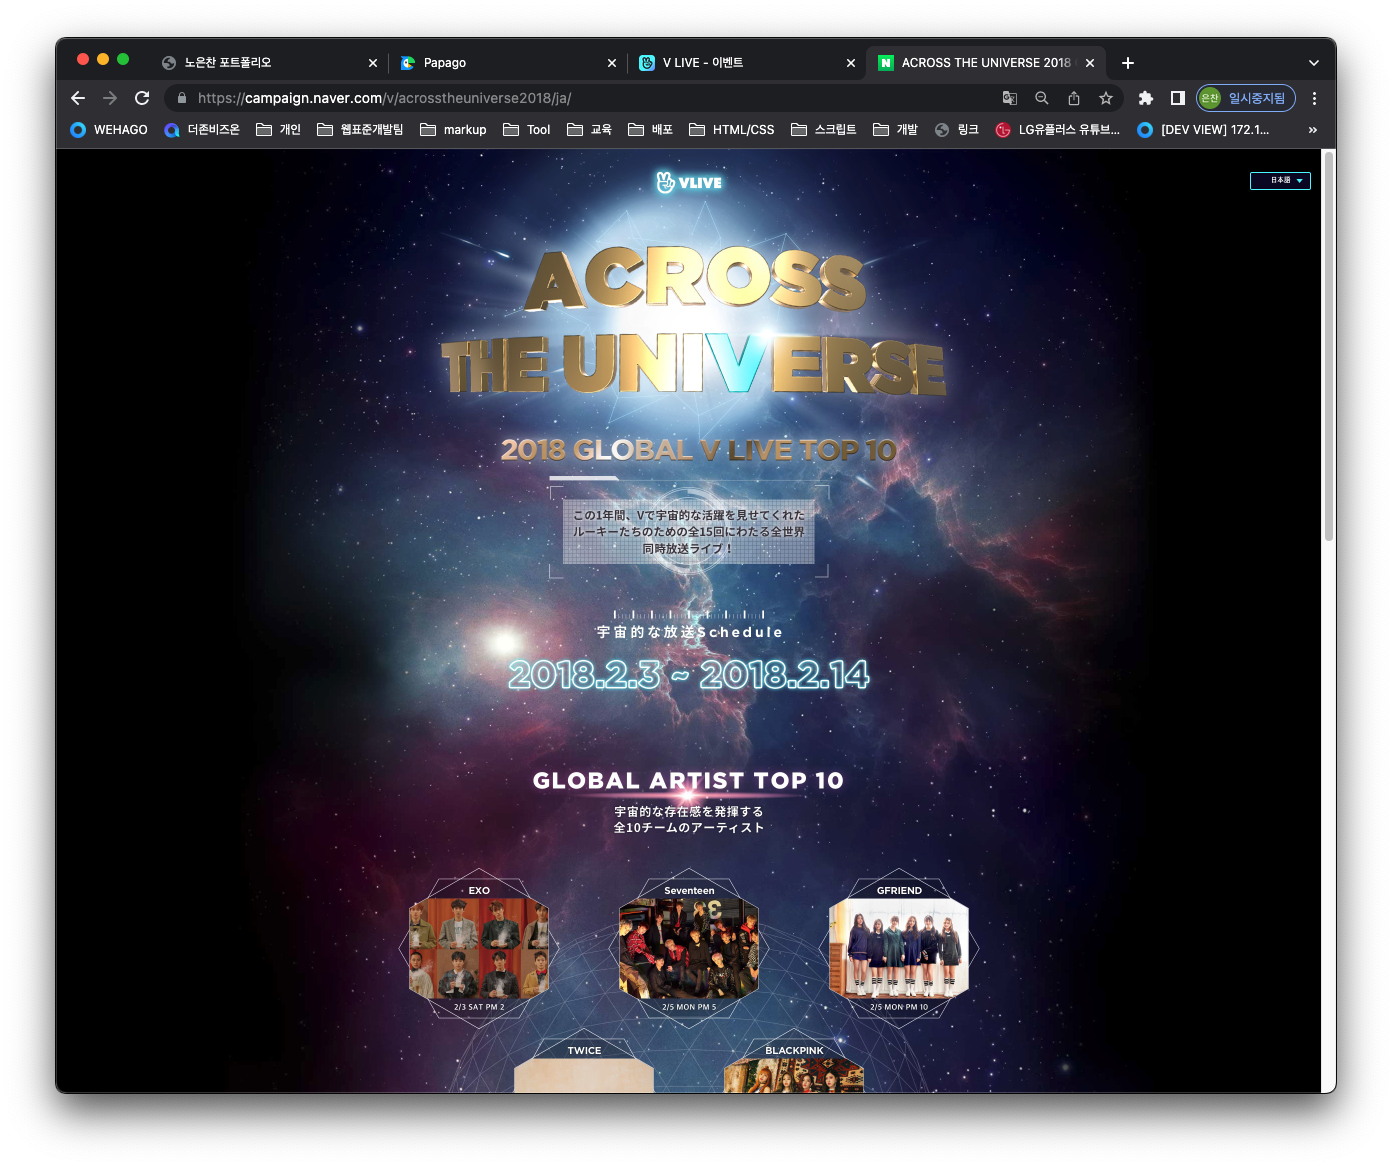 노은찬 포트폴리오
Papago
V LIVE - 이벤트
ACROSS THE UNIVERSE 2018
https://campaign.naver.com/v/acrosstheuniverse2018/ja/
은찬 일시중지됨
WEHAGO
더존비즈온
개인
웹표준개발팀
markup
Tool
교육
배포
HTML/CSS
스크립트
개발
링크
LG유플러스 유튜브...
[DEV VIEW] 172.1...
»
VLIVE
日本語
ACROSS
THE UNIVERSE
2018 GLOBAL V LIVE TOP 10
この1年間、Vで宇宙的な活躍を見せてくれた
ルーキーたちのための全15回にわたる全世界
同時放送ライブ！
宇宙的な放送Schedule
2018.2.3 ~ 2018.2.14
GLOBAL ARTIST TOP 10
宇宙的な存在感を発揮する
全10チームのアーティスト
EXO
Seventeen
GFRIEND
2/3 SAT PM 2
2/5 MON PM 5
2/5 MON PM 10
TWICE
BLACKPINK